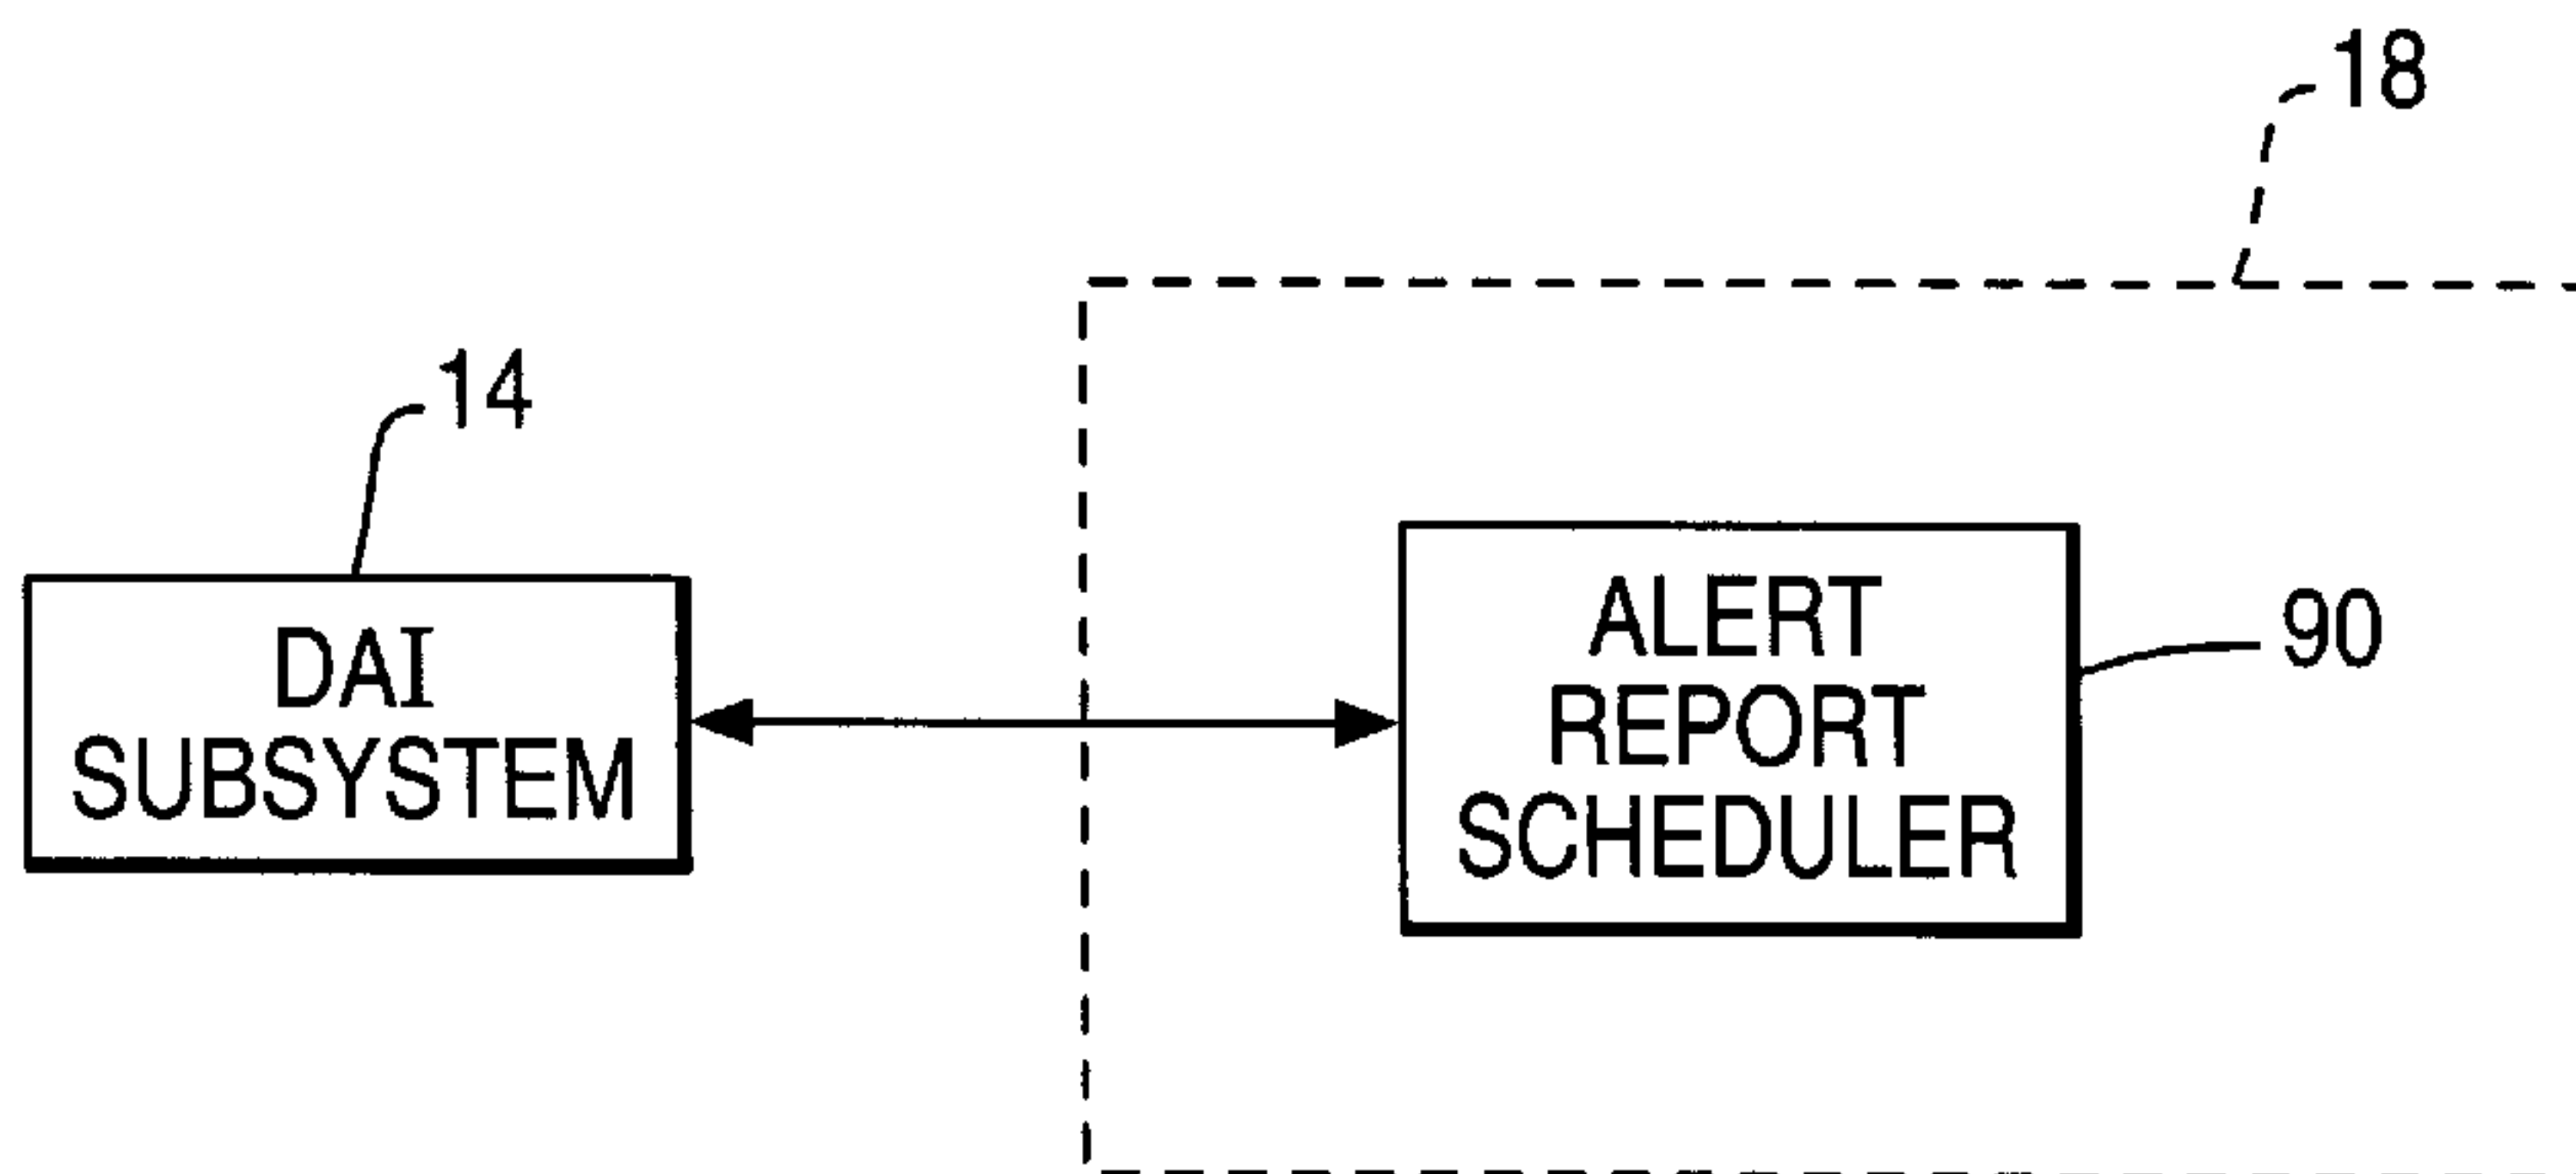 18
14
DAI
SUBSYSTEM
ALERT
REPORT
SCHEDULER
90